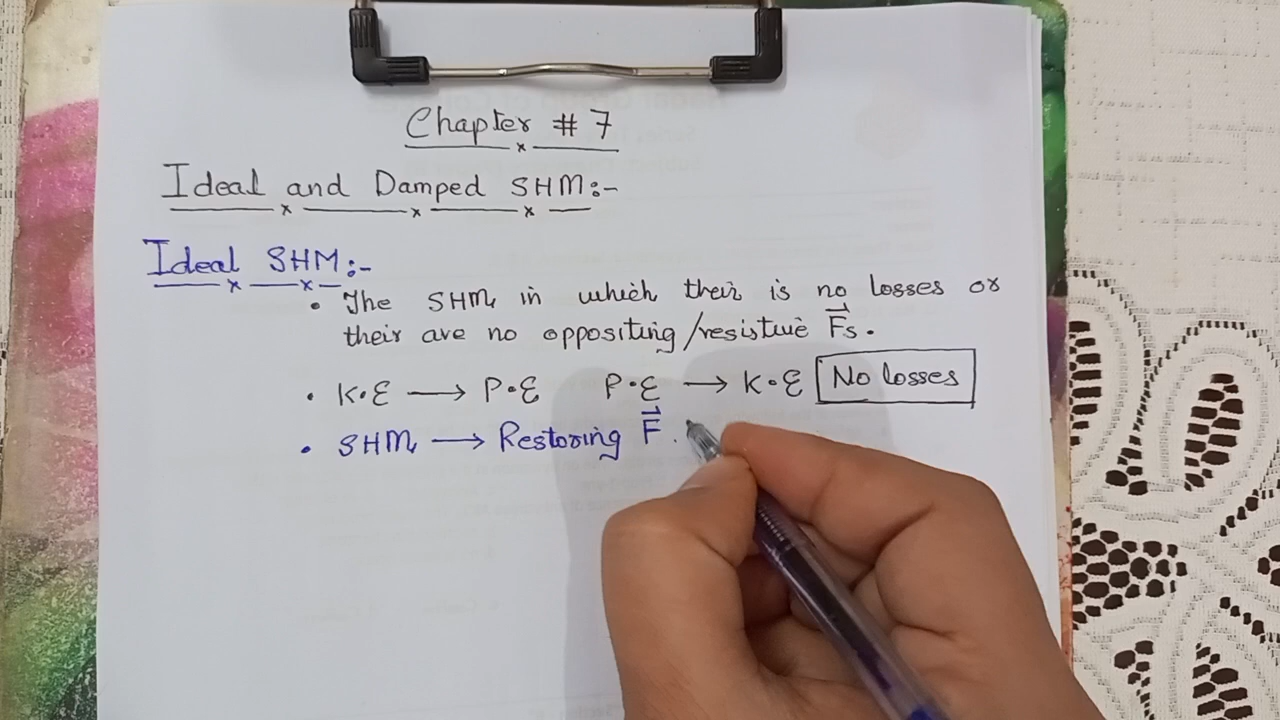 Chapter # 7
Ideal and Damped SHM:-
Ideal SHM:-
• The SHM in which their is no losses or
their are no oppositing/resistive F⃗s.
• K.E → P.E P.E → K.E No losses
• SHM → Restoring F⃗.